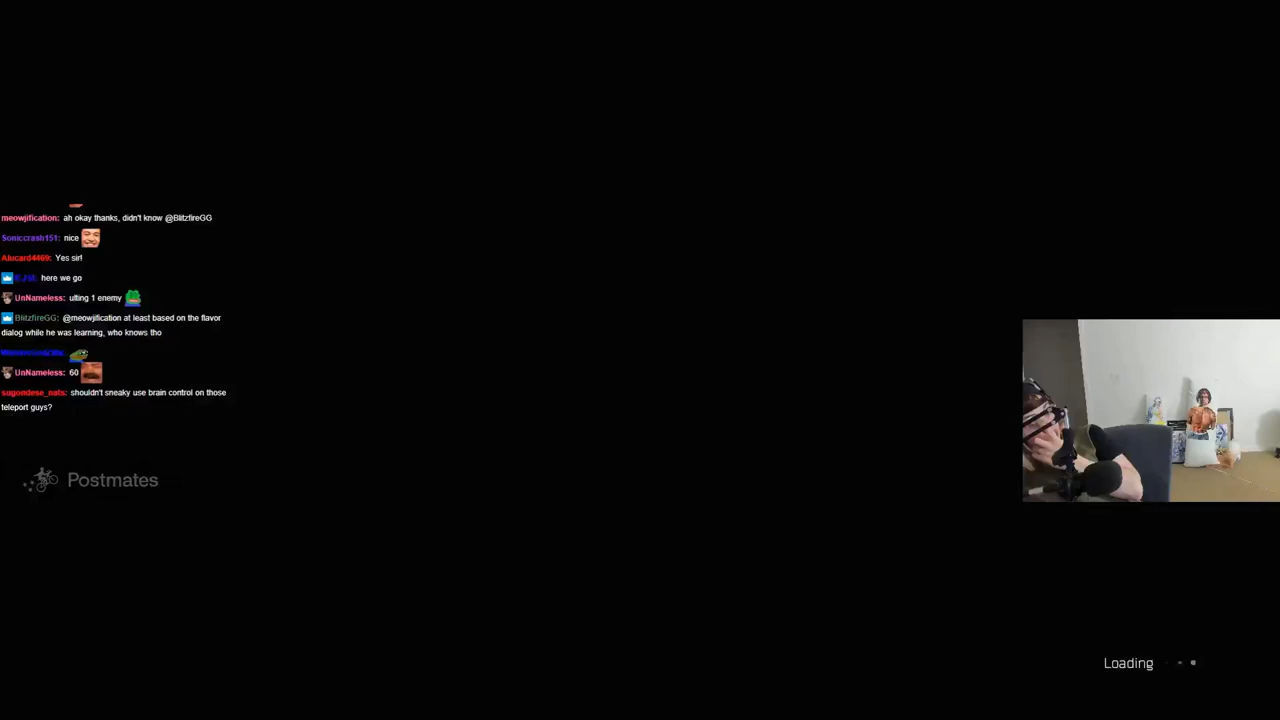 meowjification: ah okay thanks, didn't know @BlitzfireGG
Soniccrash151: nice
Alucard4469: Yes sir!
here we go
UnNameless: ulting 1 enemy
BlitzfireGG: @meowjification at least based on the flavor
dialog while he was learning, who knows tho
UnNameless: 60
sugondese_nats: shouldn't sneaky use brain control on those
teleport guys?
Postmates
Loading